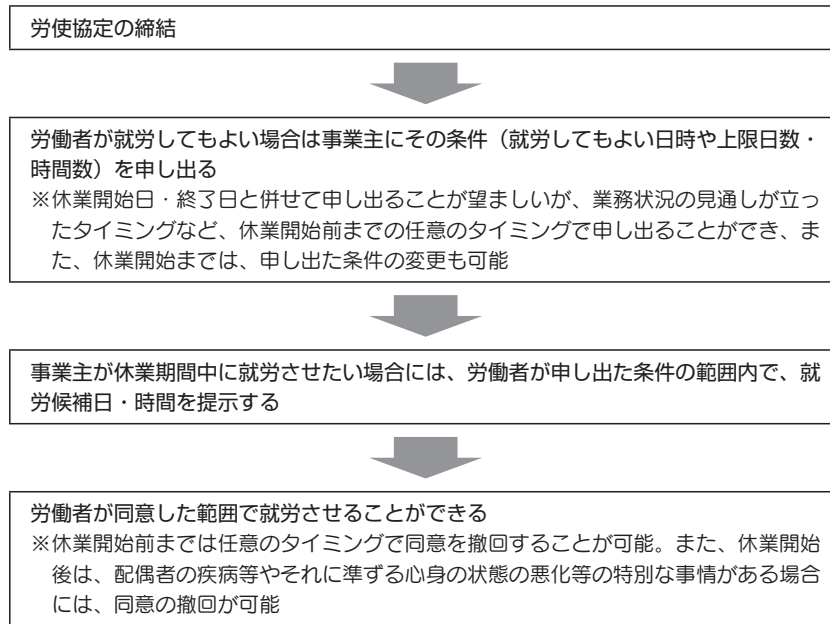 労使協定の締結
労働者が就労してもよい場合は事業主にその条件（就労してもよい日時や上限日数・
時間数）を申し出る
※休業開始日・終了日と併せて申し出ることが望ましいが、業務状況の見通しが立っ
たタイミングなど、休業開始前までの任意のタイミングで申し出ることができ、ま
た、休業開始までは、申し出た条件の変更も可能
事業主が休業期間中に就労させたい場合には、労働者が申し出た条件の範囲内で、就
労候補日・時間を提示する
労働者が同意した範囲で就労させることができる
※休業開始前までは任意のタイミングで同意を撤回することが可能。また、休業開始
後は、配偶者の疾病等やそれに準ずる心身の状態の悪化等の特別な事情がある場合
には、同意の撤回が可能